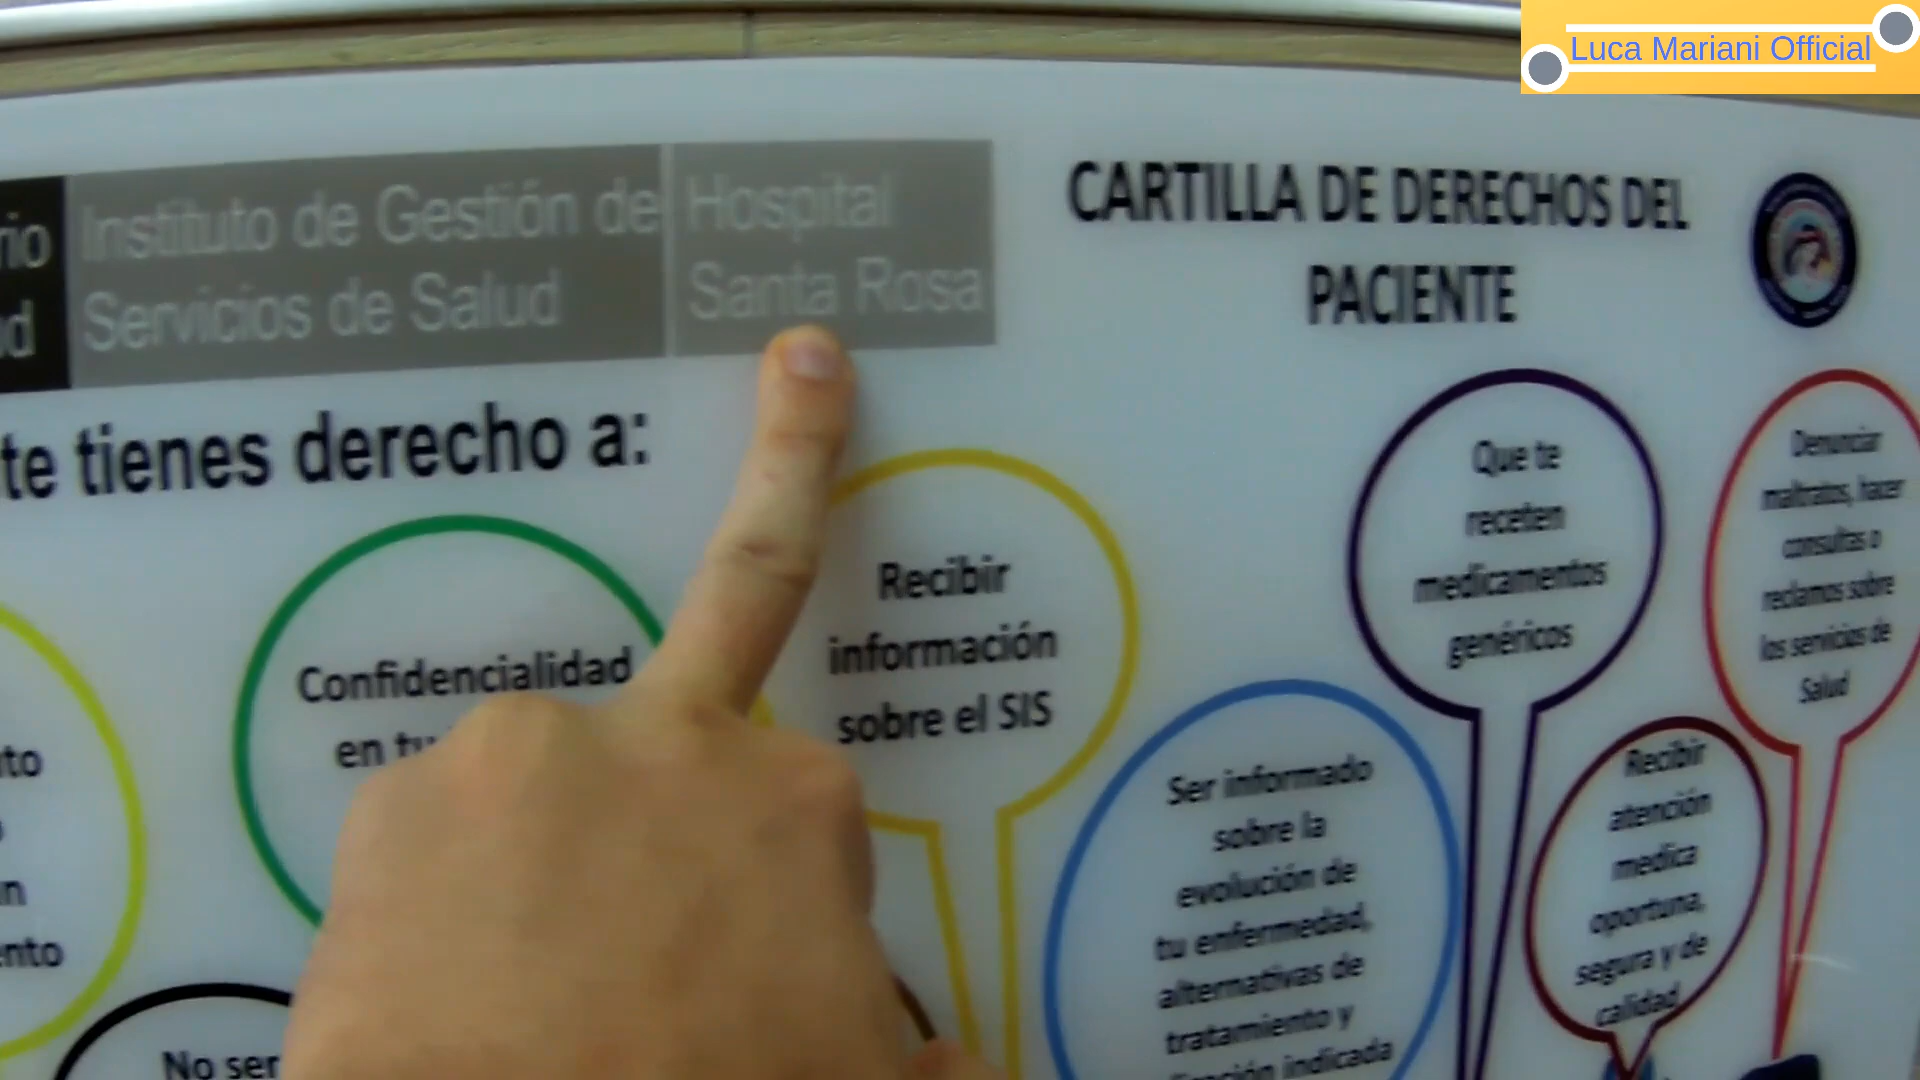 Luca Mariani Official
Instituto de Gestión de
Servicios de Salud
Hospital
Santa Rosa
CARTILLA DE DERECHOS DEL
PACIENTE
te tienes derecho a:
Confidencialidad
en tu
Recibir
información
sobre el SIS
Que te
receten
medicamentos
genéricos
Denunciar
maltratos, hacer
consultas o
reclamos sobre
los servicios de
Salud
Ser informado
sobre la
evolución de
tu enfermedad,
alternativas de
tratamiento y
indicada
Recibir
atención
medica
oportuna,
segura y de
calidad
No ser